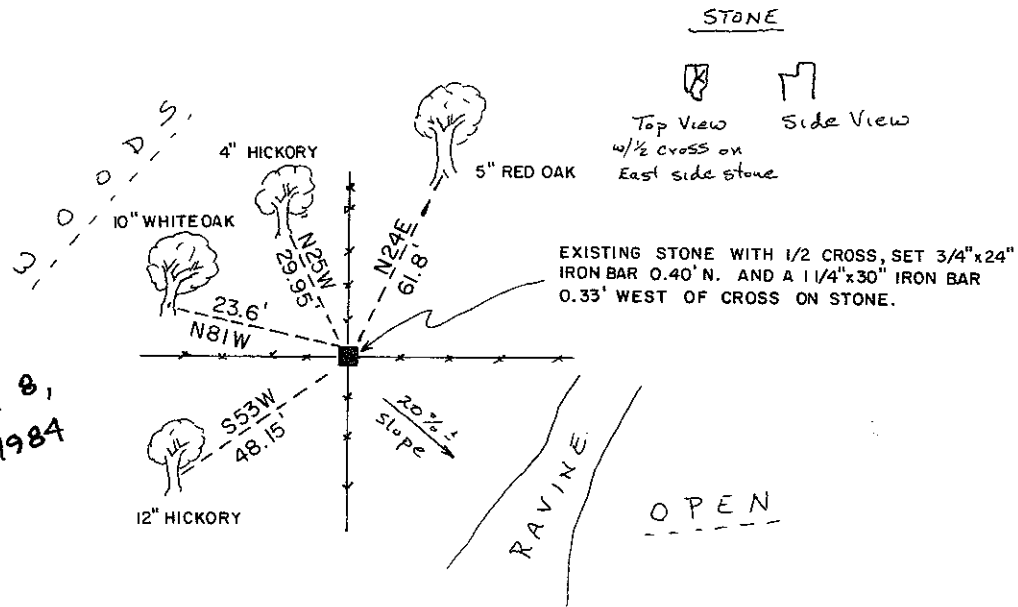 STONE
Top View
w/½ cross on
East side stone
Side View
WOODS
4" HICKORY
5" RED OAK
10" WHITE OAK
N25W
29.95'
N24E
61.8'
EXISTING STONE WITH 1/2 CROSS, SET 3/4"x24"
IRON BAR 0.40' N. AND A 1 1/4"x30" IRON BAR
0.33' WEST OF CROSS ON STONE.
23.6'
N81W
8,
1984
S53W
48.15'
20% ±
Slope
12" HICKORY
RAVINE
OPEN